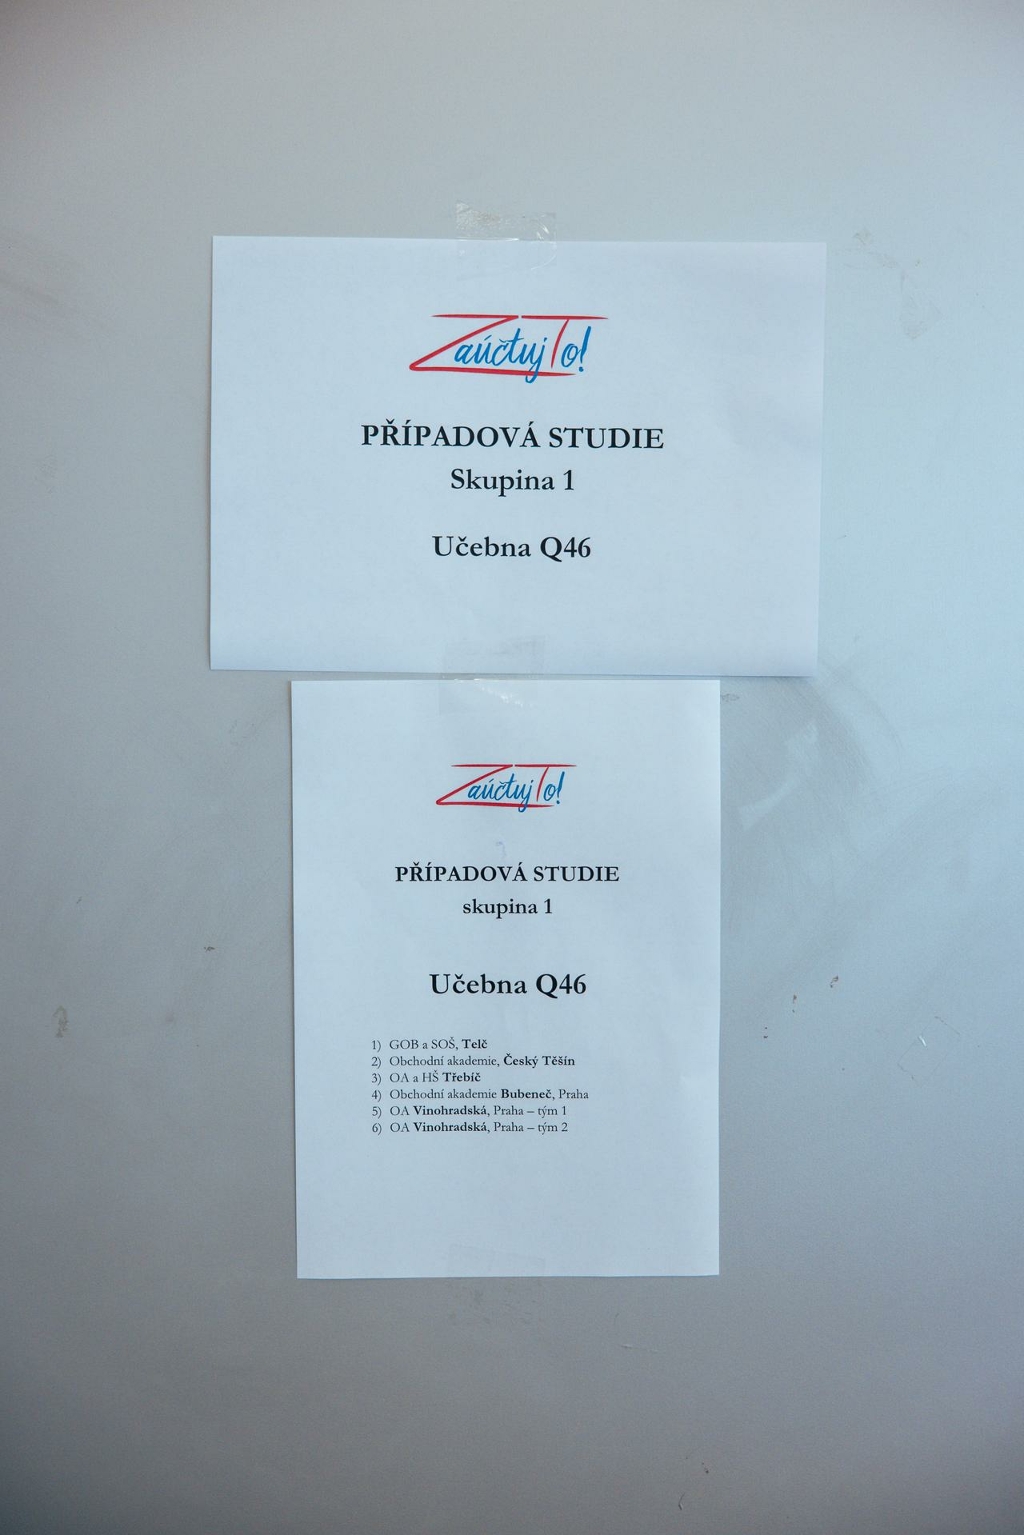 ZaúčtujTo!
PŘÍPADOVÁ STUDIE
Skupina 1
Učebna Q46
ZaúčtujTo!
PŘÍPADOVÁ STUDIE
skupina 1
Učebna Q46
1) GOB a SOŠ, Telč
2) Obchodní akademie, Český Těšín
3) OA a HŠ Třebíč
4) Obchodní akademie Bubeneč, Praha
5) OA Vinohradská, Praha – tým 1
6) OA Vinohradská, Praha – tým 2